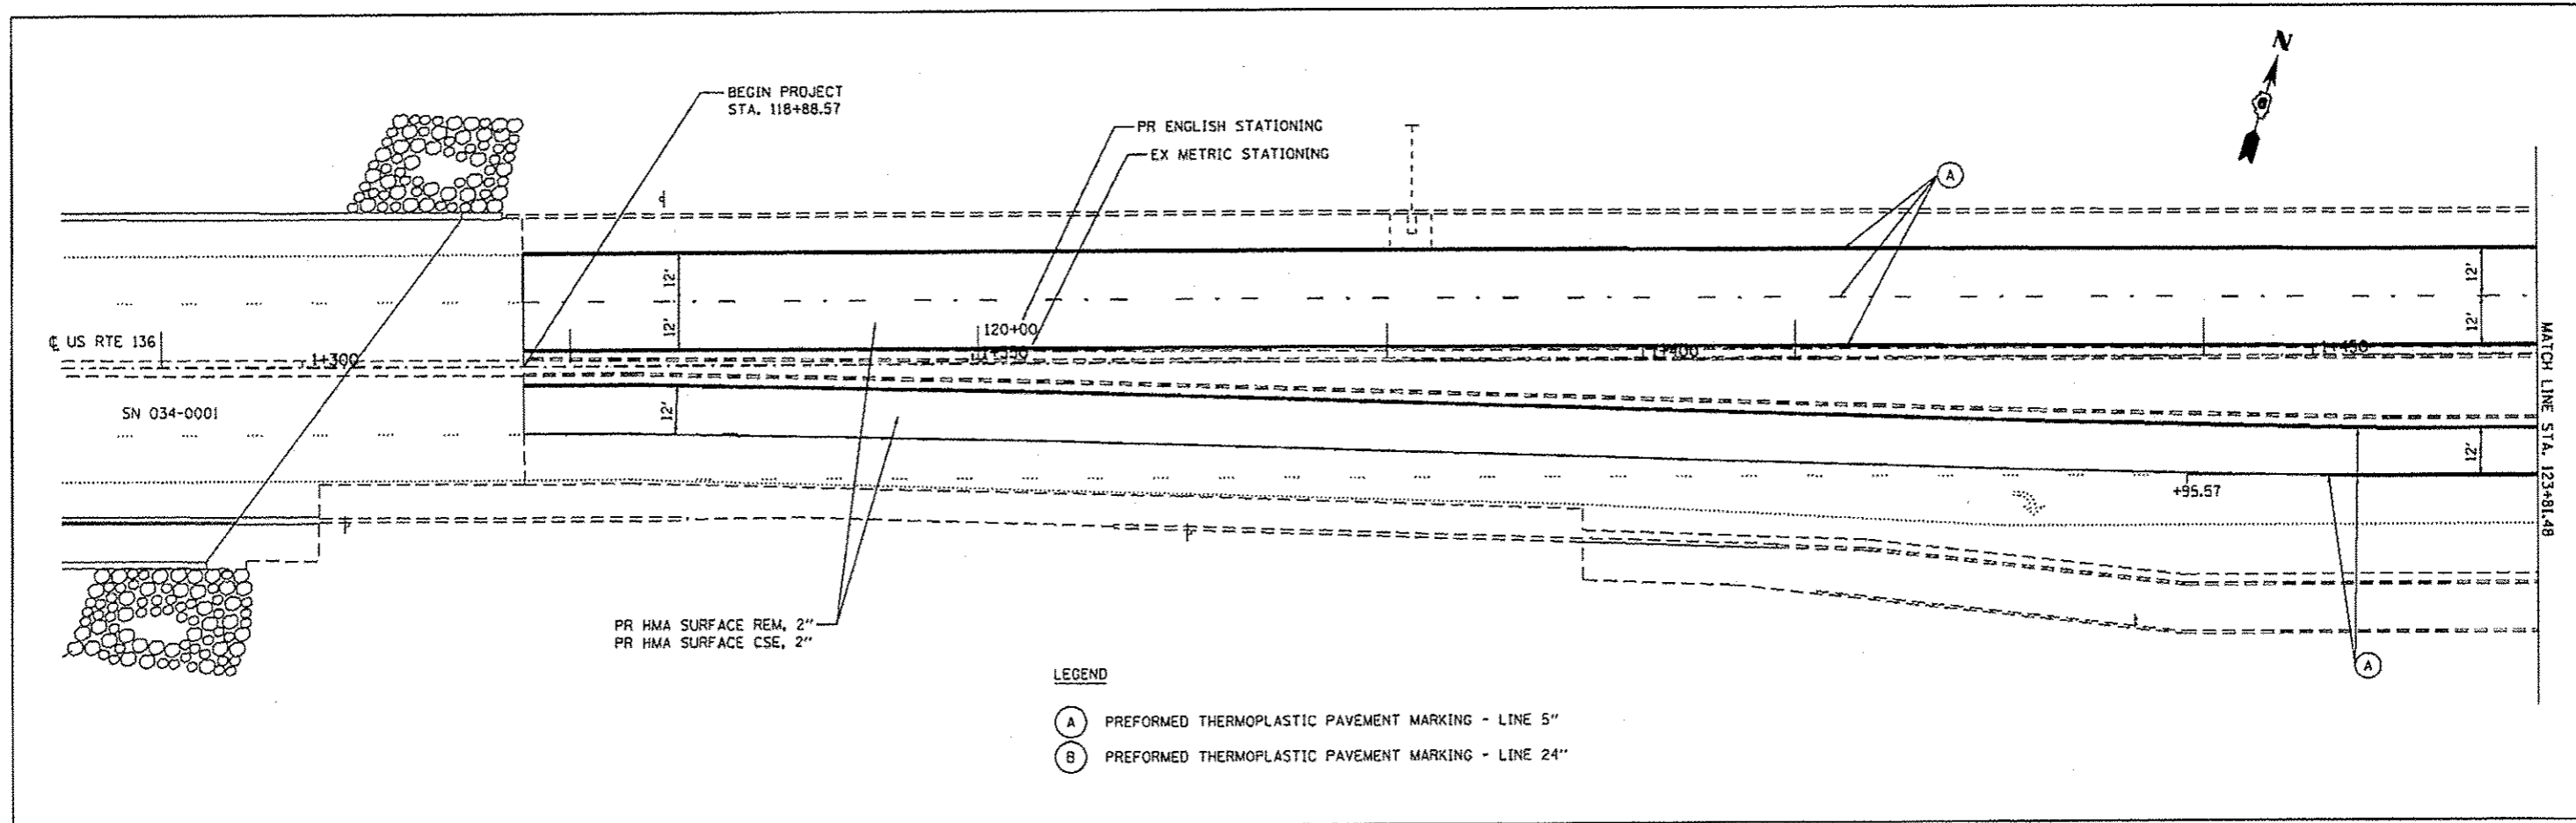 N
BEGIN PROJECT
STA. 118+88.57
PR ENGLISH STATIONING
EX METRIC STATIONING
A
12'
12'
12'
12'
120+00
℄ US RTE 136
1+300
1+350
1+400
1+450
SN 034-0001
12'
12'
+95.57
MATCH LINE STA. 123+81.48
PR HMA SURFACE REM, 2"
PR HMA SURFACE CSE, 2"
A
LEGEND
A PREFORMED THERMOPLASTIC PAVEMENT MARKING - LINE 5"
B PREFORMED THERMOPLASTIC PAVEMENT MARKING - LINE 24"